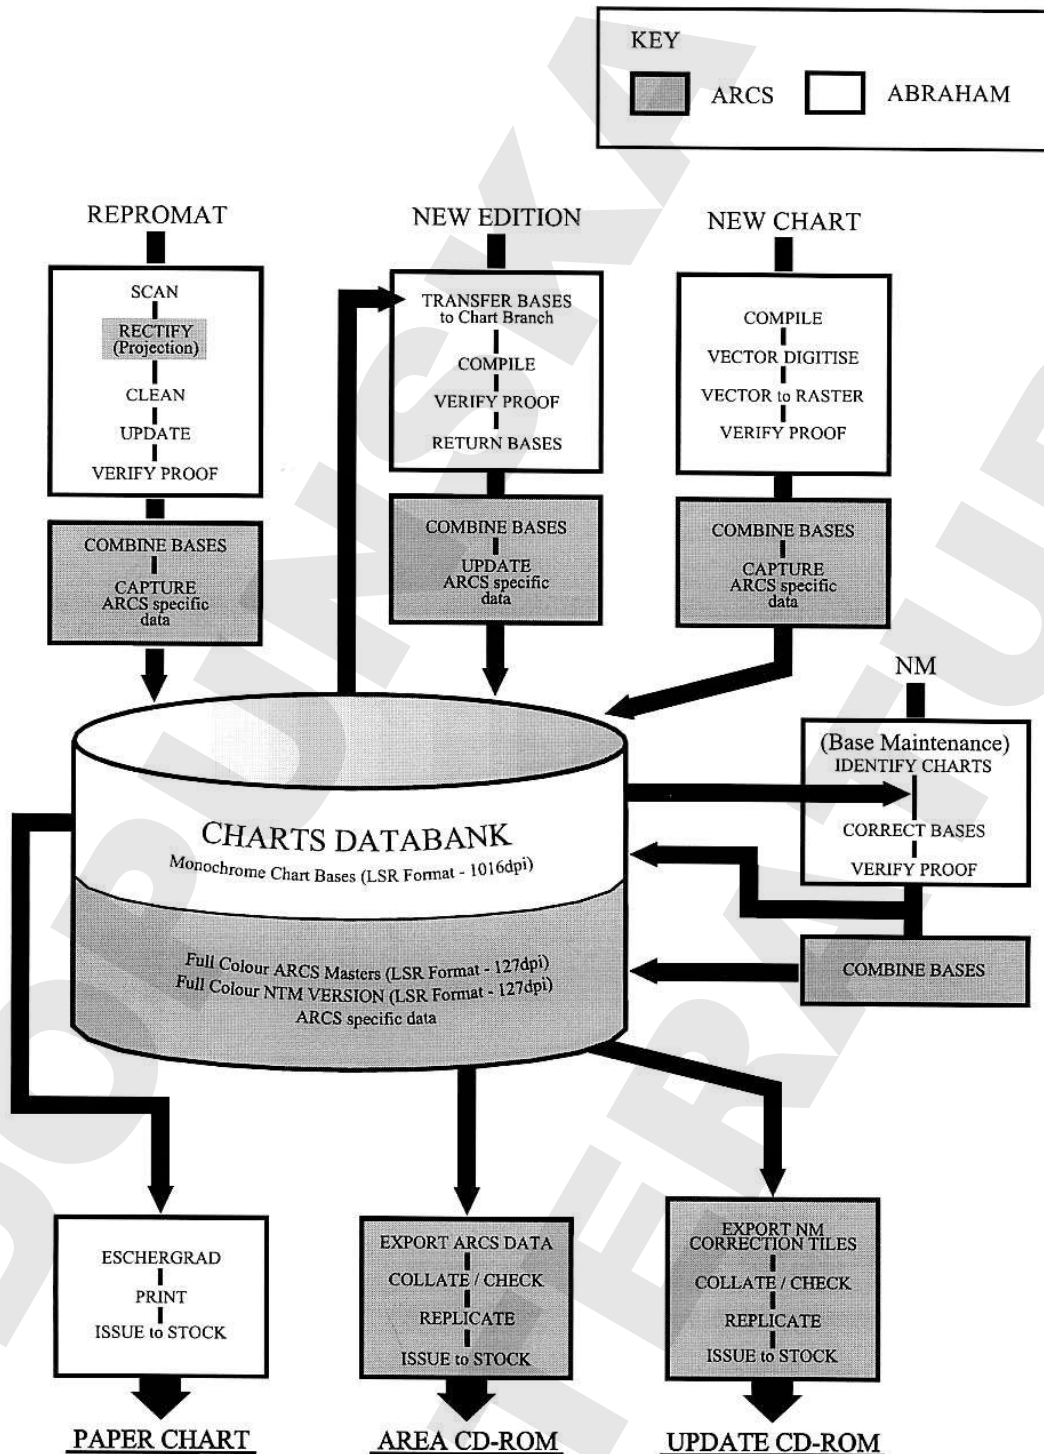 KEY
ARCS
ABRAHAM
REPROMAT
SCAN
RECTIFY
(Projection)
CLEAN
UPDATE
VERIFY PROOF
COMBINE BASES
CAPTURE
ARCS specific
data
NEW EDITION
TRANSFER BASES
to Chart Branch
COMPILE
VERIFY PROOF
RETURN BASES
COMBINE BASES
UPDATE
ARCS specific
data
NEW CHART
COMPILE
VECTOR DIGITISE
VECTOR to RASTER
VERIFY PROOF
COMBINE BASES
CAPTURE
ARCS specific
data
NM
(Base Maintenance)
IDENTIFY CHARTS
CORRECT BASES
VERIFY PROOF
COMBINE BASES
CHARTS DATABANK
Monochrome Chart Bases (LSR Format - 1016dpi)
Full Colour ARCS Masters (LSR Format - 127dpi)
Full Colour NTM VERSION (LSR Format - 127dpi)
ARCS specific data
ESCHERGRAD
PRINT
ISSUE to STOCK
PAPER CHART
EXPORT ARCS DATA
COLLATE / CHECK
REPLICATE
ISSUE to STOCK
AREA CD-ROM
EXPORT NM
CORRECTION TILES
COLLATE / CHECK
REPLICATE
ISSUE to STOCK
UPDATE CD-ROM